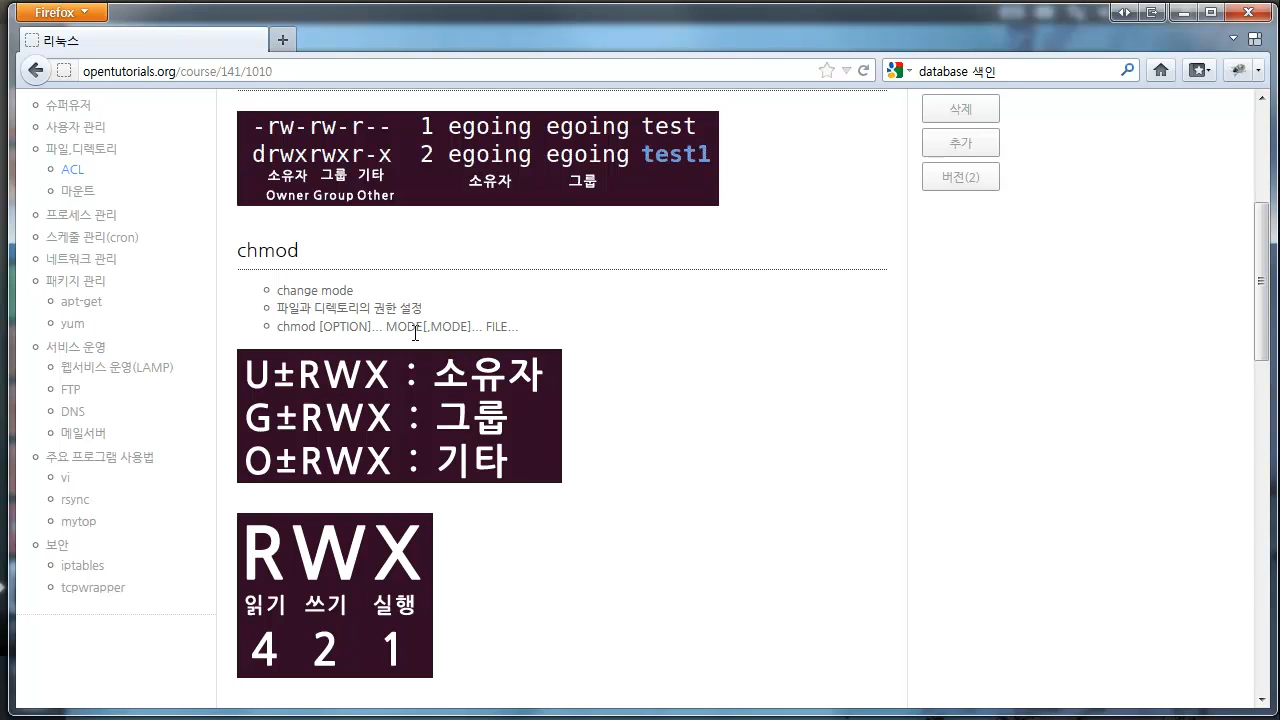 Firefox
리눅스
opentutorials.org/course/141/1010
database 색인
슈퍼유저
사용자 관리
파일,디렉토리
ACL
마운트
프로세스 관리
스케줄 관리(cron)
네트워크 관리
패키지 관리
apt-get
yum
서비스 운영
웹서비스 운영(LAMP)
FTP
DNS
메일서버
주요 프로그램 사용법
vi
rsync
mytop
보안
iptables
tcpwrapper
-rw-rw-r-- 1 egoing egoing test
drwxrwxr-x 2 egoing egoing test1
소유자 그룹 기타 소유자 그룹
Owner Group Other
chmod
change mode
파일과 디렉토리의 권한 설정
chmod [OPTION]... MODE[,MODE]... FILE...
U±RWX : 소유자
G±RWX : 그룹
O±RWX : 기타
RWX
읽기 쓰기 실행
4 2 1
삭제
추가
버전(2)